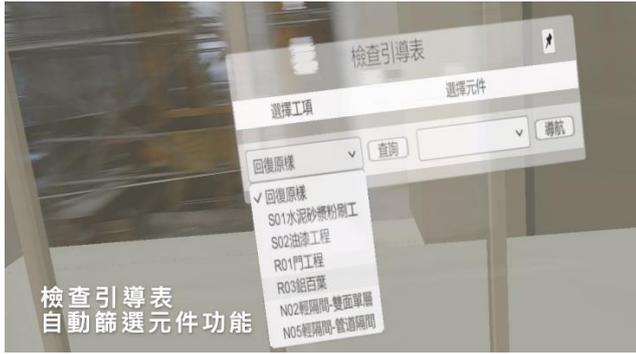 檢查引導表
選擇工項
選擇元件
回復原樣
查詢
導航
回復原樣
S01水泥砂漿粉刷工
S02油漆工程
R01門工程
R03鋁百葉
N02輕隔間-雙面單層
N05輕隔間-管道隔間
檢查引導表
自動篩選元件功能